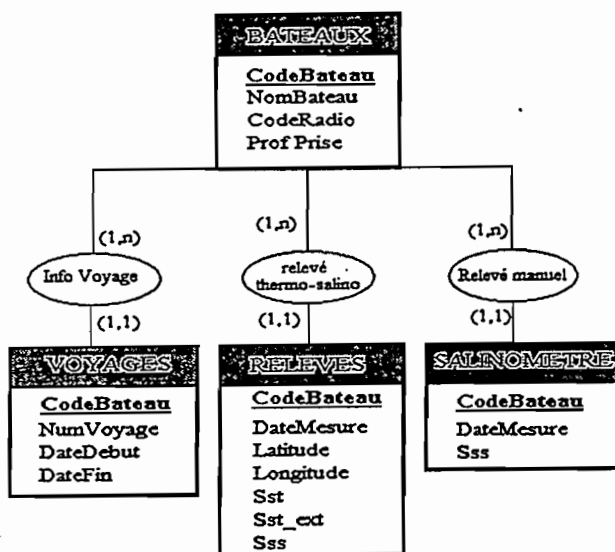 BATEAUX
CodeBateau
NomBateau
CodeRadio
Prof Prise
(1,n)
(1,n)
(1,n)
Info Voyage
relevé
thermo-salino
Relevé manuel
(1,1)
(1,1)
(1,1)
VOYAGES
CodeBateau
NumVoyage
DateDebut
DateFin
RELEVES
CodeBateau
DateMesure
Latitude
Longitude
Sst
Sst_ext
Sss
SALINOMETRE
CodeBateau
DateMesure
Sss